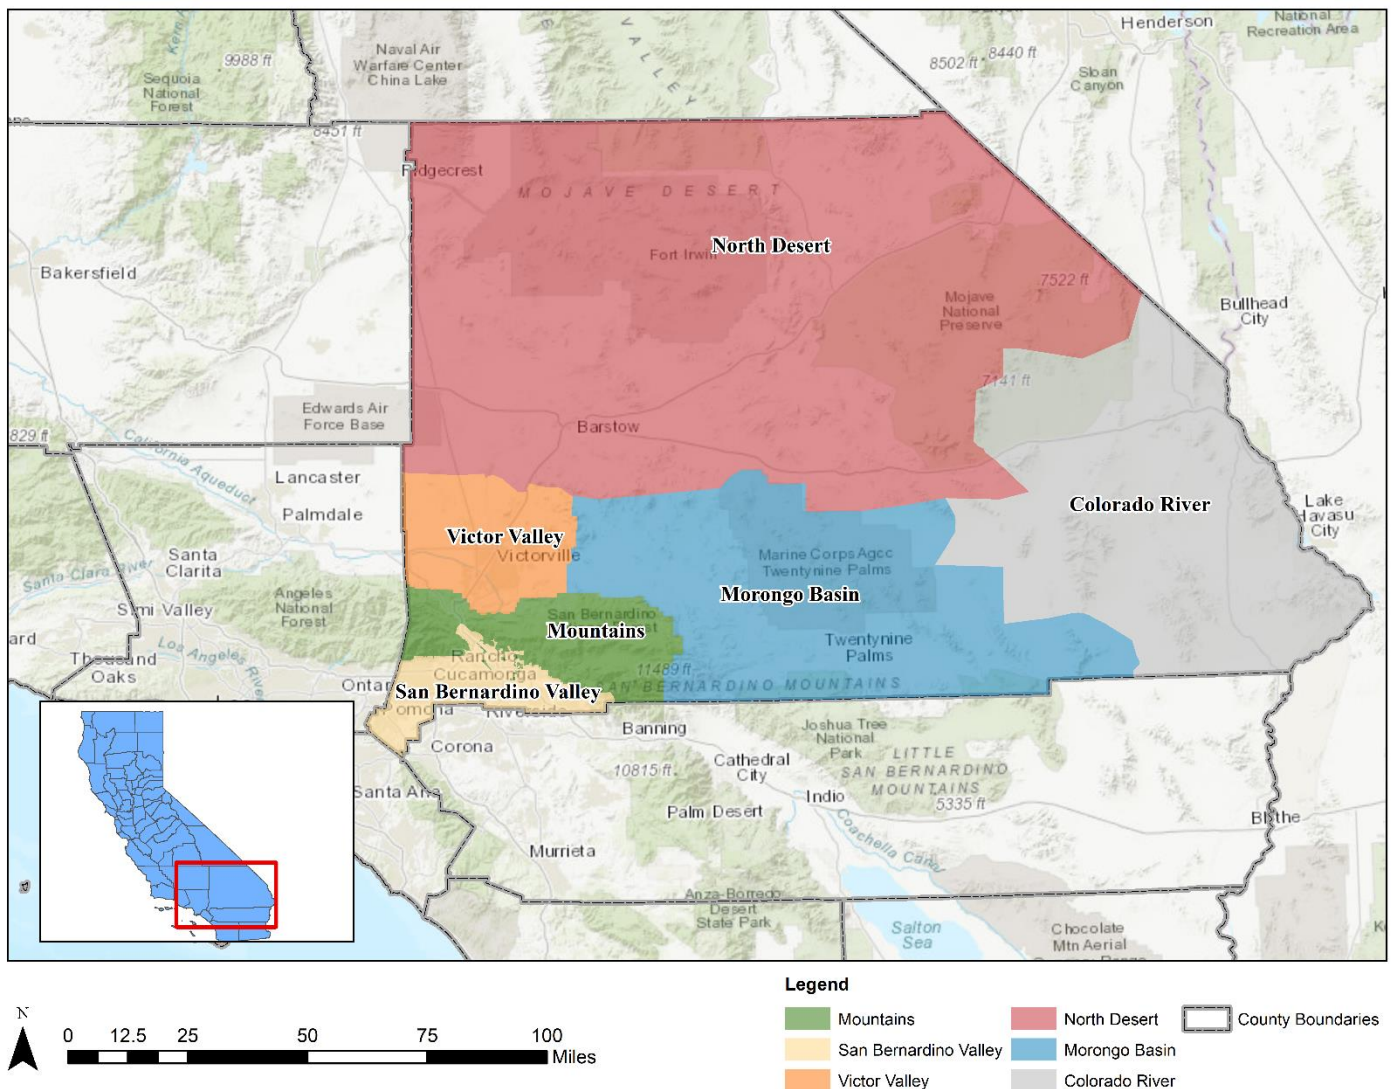 Henderson
National
Recreation Area
Naval Air
Warfare Center
China Lake
9988 ft
Kern
VALLEY
8502 ft
8440 ft
Sloan
Canyon
Sequoia
National
Forest
8451 ft
Ridgecrest
MOJAVE DESERT
North Desert
Fort Irwin
Bakersfield
7522 ft
Mojave
National
Preserve
Bullhead
City
7141 ft
Edwards Air
Force Base
Barstow
829 ft
California Aqueduct
Lancaster
Palmdale
Colorado River
Lake
Havasu
City
Victor Valley
Victorville
Santa
Clarita
Santa Clara River
Marine Corps Agcc
Twentynine Palms
Morongo Basin
Angeles
National
Forest
Simi Valley
San Bernardino
Mountains
Los Angeles River
Twentynine
Palms
Thousand
Oaks
Rancho
Cucamonga
11489 ft
SAN BERNARDINO MOUNTAINS
San Bernardino Valley
Pomona
Riverside
Banning
Corona
Joshua Tree
National
Park
LITTLE
SAN BERNARDINO
MOUNTAINS
Cathedral
City
10815 ft
5335 ft
Santa Ana
Palm Desert
Indio
Coachella Canal
Blythe
Murrieta
Anza-Borrego
Desert
State Park
Salton
Sea
Chocolate
Mtn Aerial
N
0 12.5 25 50 75 100
Miles
Legend
Mountains
San Bernardino Valley
Victor Valley
North Desert
Morongo Basin
Colorado River
County Boundaries